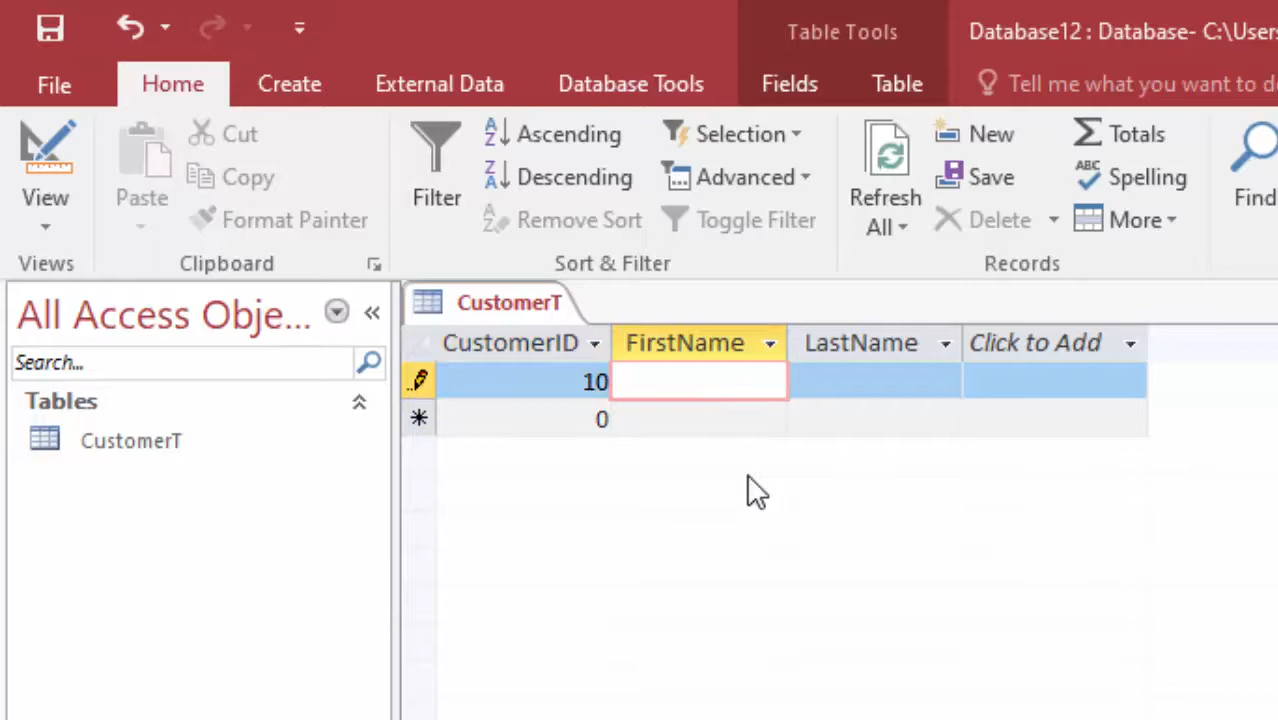 Table Tools
Database12 : Database- C:\Users
File
Home
Create
External Data
Database Tools
Fields
Table
Tell me what you want to d
View
Paste
Cut
Copy
Format Painter
Filter
Ascending
Descending
Remove Sort
Selection
Advanced
Toggle Filter
Refresh
All
New
Save
Delete
Totals
ABC
Spelling
More
Find
Views
Clipboard
Sort & Filter
Records
All Access Obje...
Search...
Tables
CustomerT
CustomerT
CustomerID
FirstName
LastName
Click to Add
10
0